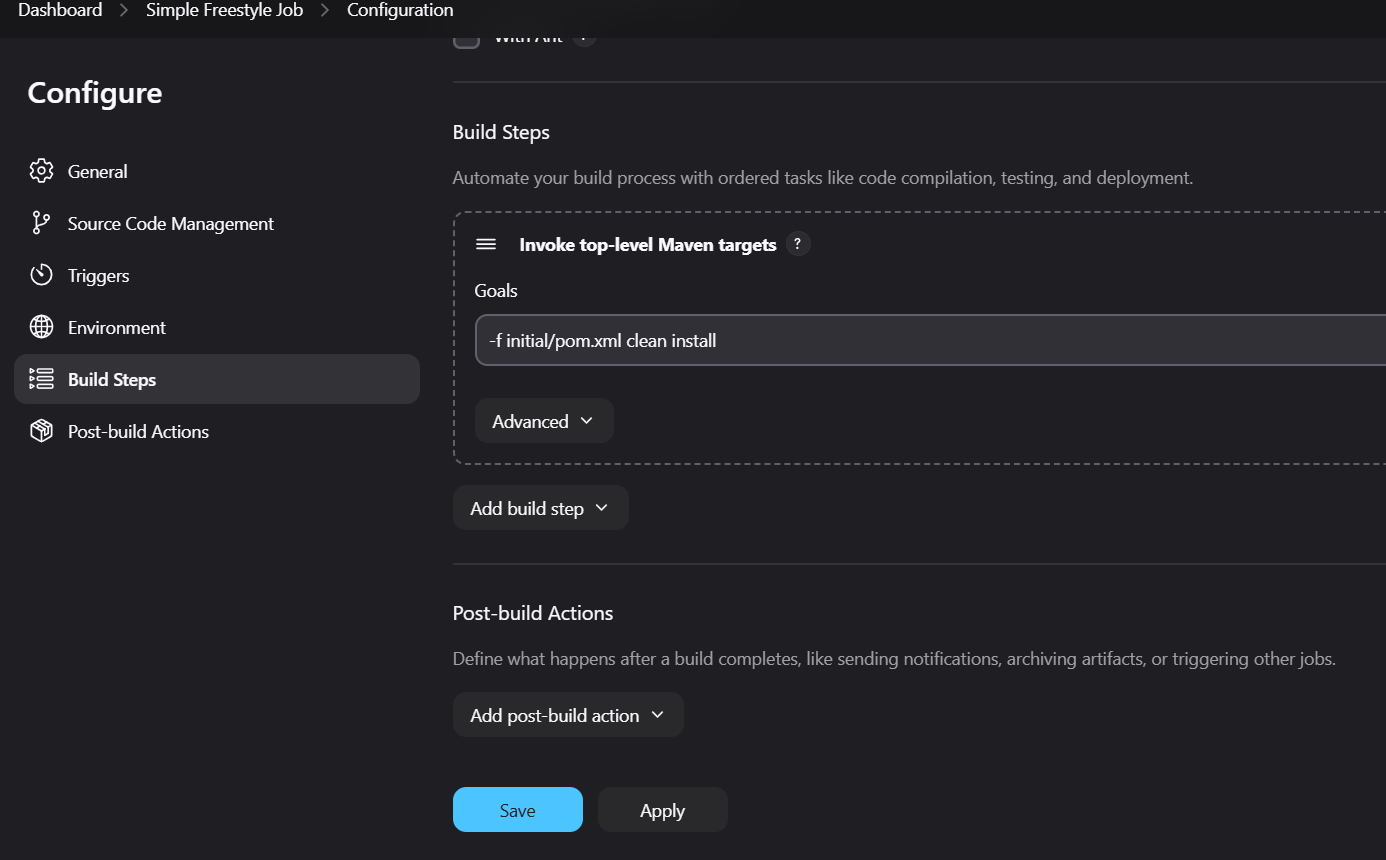 Dashboard > Simple Freestyle Job > Configuration
With Ant ?
Configure
General
Source Code Management
Triggers
Environment
Build Steps
Post-build Actions
Build Steps
Automate your build process with ordered tasks like code compilation, testing, and deployment.
Invoke top-level Maven targets ?
Goals
-f initial/pom.xml clean install
Advanced
Add build step
Post-build Actions
Define what happens after a build completes, like sending notifications, archiving artifacts, or triggering other jobs.
Add post-build action
Save
Apply